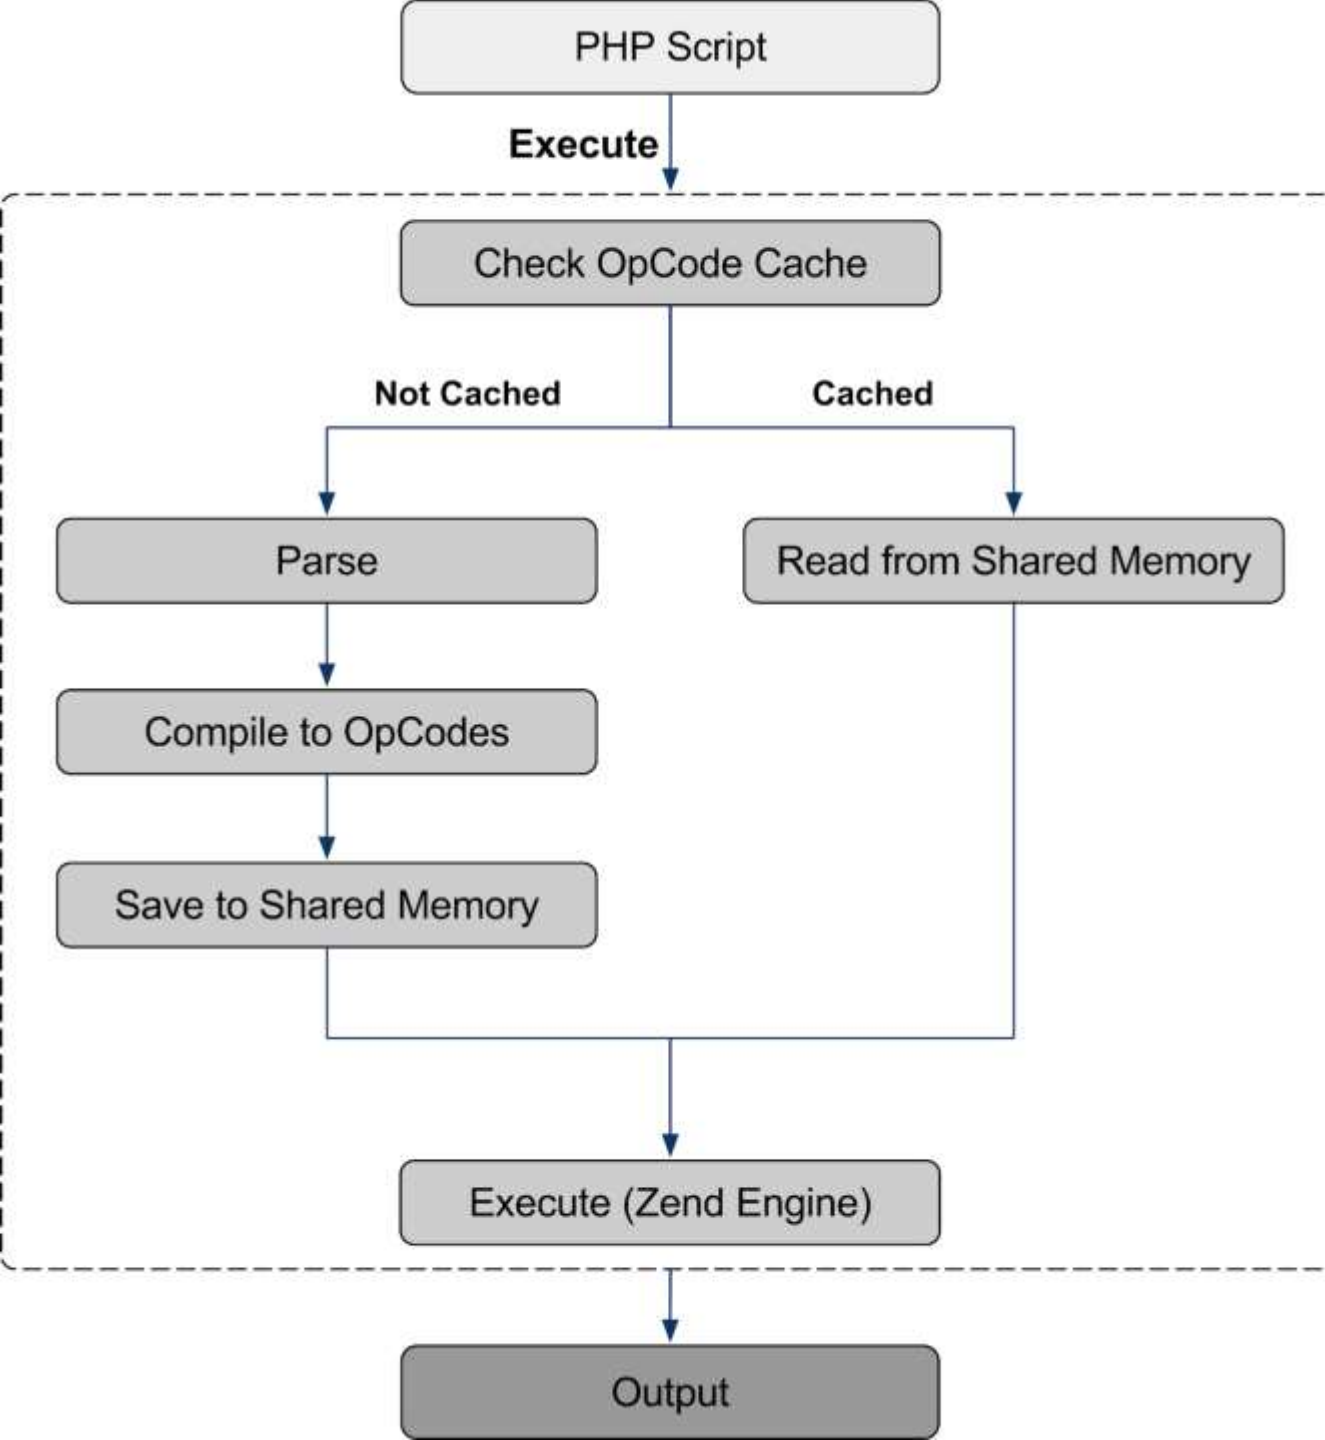 PHP Script
Execute
Check OpCode Cache
Not Cached
Cached
Parse
Read from Shared Memory
Compile to OpCodes
Save to Shared Memory
Execute (Zend Engine)
Output